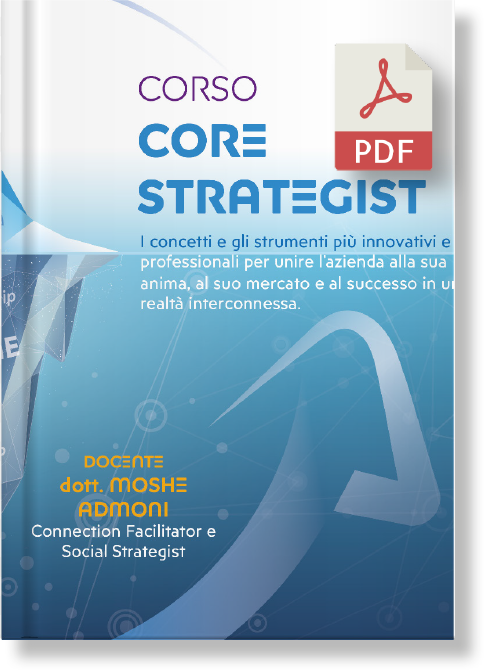 CORSO
PDF
CORE
STRATEGIST
I concetti e gli strumenti più innovativi e
professionali per unire l'azienda alla sua
anima, al suo mercato e al successo in
realtà interconnessa.
DOCENTE
dott. MOSHE
ADMONI
Connection Facilitator e
Social Strategist